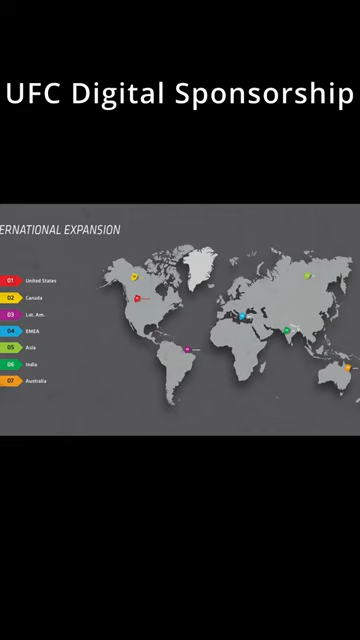 UFC Digital Sponsorship
ERNATIONAL EXPANSION
01 United States
02 Canada
03 Lat. Am.
04 EMEA
05 Asia
06 India
07 Australia